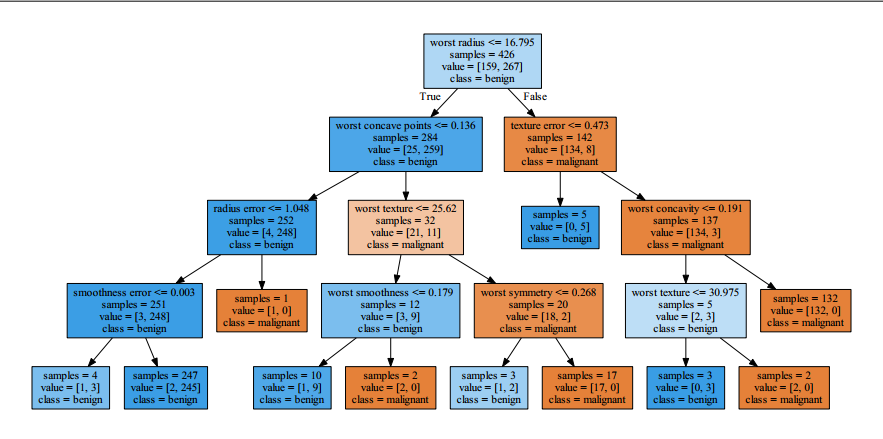 worst radius <= 16.795
samples = 426
value = [159, 267]
class = benign
True
False
worst concave points <= 0.136
samples = 284
value = [25, 259]
class = benign
texture error <= 0.473
samples = 142
value = [134, 8]
class = malignant
radius error <= 1.048
samples = 252
value = [4, 248]
class = benign
worst texture <= 25.62
samples = 32
value = [21, 11]
class = malignant
samples = 5
value = [0, 5]
class = benign
worst concavity <= 0.191
samples = 137
value = [134, 3]
class = malignant
smoothness error <= 0.003
samples = 251
value = [3, 248]
class = benign
samples = 1
value = [1, 0]
class = malignant
worst smoothness <= 0.179
samples = 12
value = [3, 9]
class = benign
worst symmetry <= 0.268
samples = 20
value = [18, 2]
class = malignant
worst texture <= 30.975
samples = 5
value = [2, 3]
class = benign
samples = 132
value = [132, 0]
class = malignant
samples = 4
value = [1, 3]
class = benign
samples = 247
value = [2, 245]
class = benign
samples = 10
value = [1, 9]
class = benign
samples = 2
value = [2, 0]
class = malignant
samples = 3
value = [1, 2]
class = benign
samples = 17
value = [17, 0]
class = malignant
samples = 3
value = [0, 3]
class = benign
samples = 2
value = [2, 0]
class = malignant